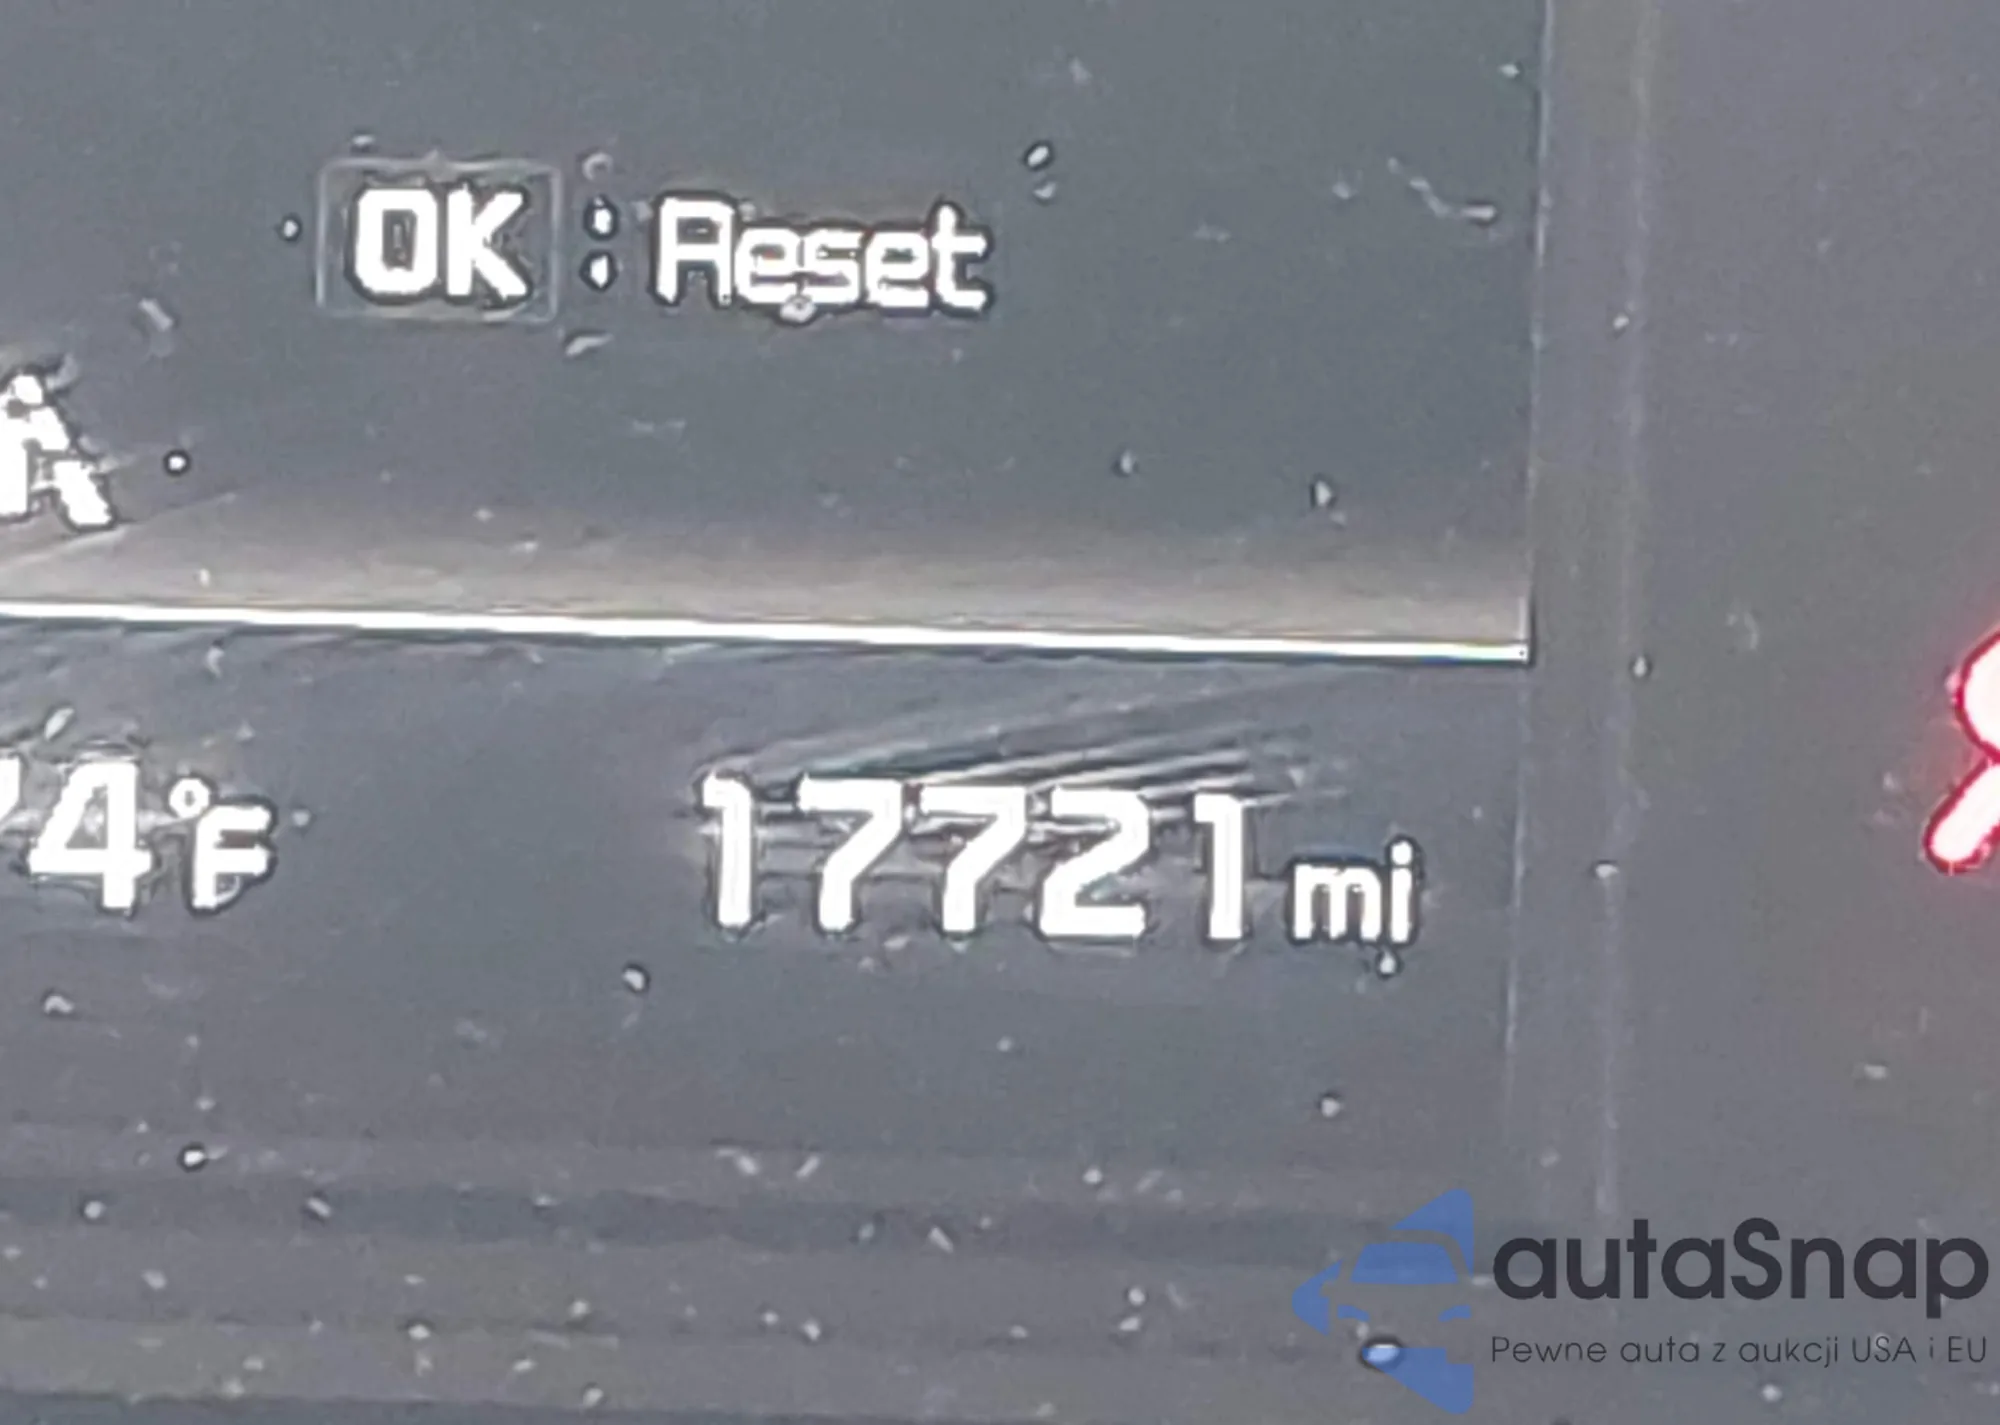 OK : Reset
4°F
17721 mi
autaSnap
Pewne auta z aukcji USA i EU